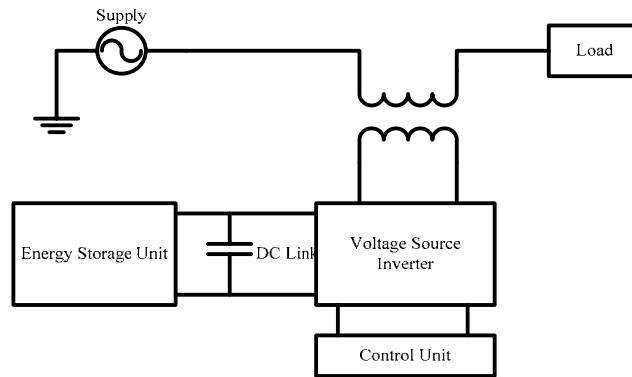 Supply
Load
Energy Storage Unit
DC Link
Voltage Source
Inverter
Control Unit